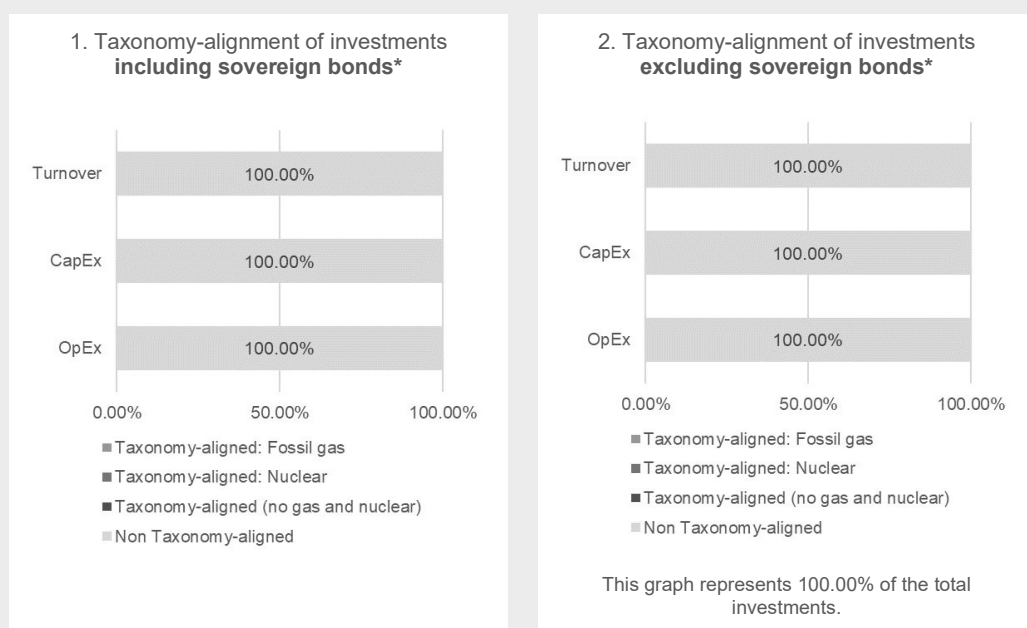 1. Taxonomy-alignment of investments
including sovereign bonds*
Turnover
100.00%
CapEx
100.00%
OpEx
100.00%
0.00%
50.00%
100.00%
Taxonomy-aligned: Fossil gas
Taxonomy-aligned: Nuclear
Taxonomy-aligned (no gas and nuclear)
Non Taxonomy-aligned
2. Taxonomy-alignment of investments
excluding sovereign bonds*
Turnover
100.00%
CapEx
100.00%
OpEx
100.00%
0.00%
50.00%
100.00%
Taxonomy-aligned: Fossil gas
Taxonomy-aligned: Nuclear
Taxonomy-aligned (no gas and nuclear)
Non Taxonomy-aligned
This graph represents 100.00% of the total
investments.